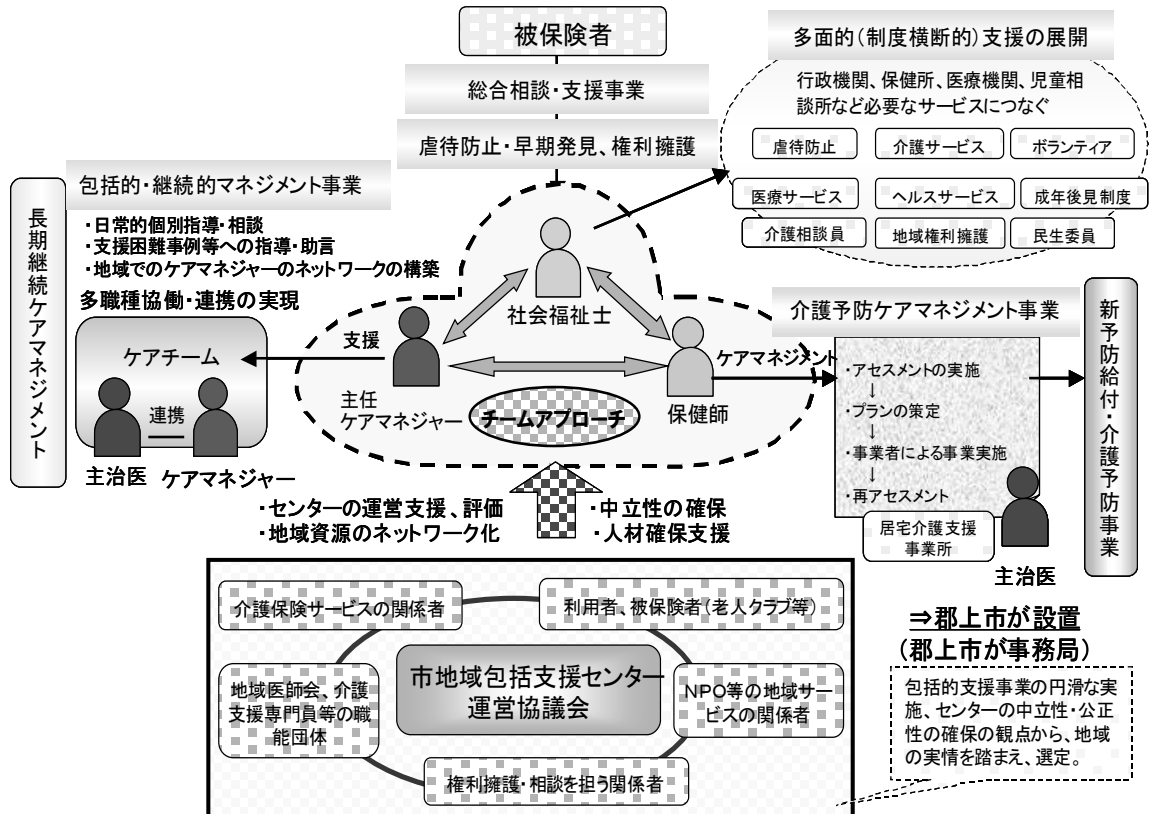 被保険者
総合相談・支援事業
虐待防止・早期発見、権利擁護
多面的(制度横断的)支援の展開
行政機関、保健所、医療機関、児童相
談所など必要なサービスにつなぐ
虐待防止
介護サービス
ボランティア
医療サービス
ヘルスサービス
成年後見制度
介護相談員
地域権利擁護
民生委員
長期継続ケアマネジメント
包括的・継続的マネジメント事業
・日常的個別指導・相談
・支援困難事例等への指導・助言
・地域でのケアマネジャーのネットワークの構築
多職種協働・連携の実現
ケアチーム
連携
主治医
ケアマネジャー
支援
社会福祉士
主任
ケアマネジャー
保健師
チームアプローチ
ケアマネジメント
介護予防ケアマネジメント事業
・アセスメントの実施
↓
・プランの策定
↓
・事業者による事業実施
↓
・再アセスメント
居宅介護支援
事業所
主治医
新予防給付・介護予防事業
・センターの運営支援、評価
・地域資源のネットワーク化
・中立性の確保
・人材確保支援
介護保険サービスの関係者
利用者、被保険者(老人クラブ等)
市地域包括支援センター
運営協議会
地域医師会、介護
支援専門員等の職
能団体
NPO等の地域サー
ビスの関係者
権利擁護・相談を担う関係者
⇒郡上市が設置
(郡上市が事務局)
包括的支援事業の円滑な実
施、センターの中立性・公正
性の確保の観点から、地域
の実情を踏まえ、選定。